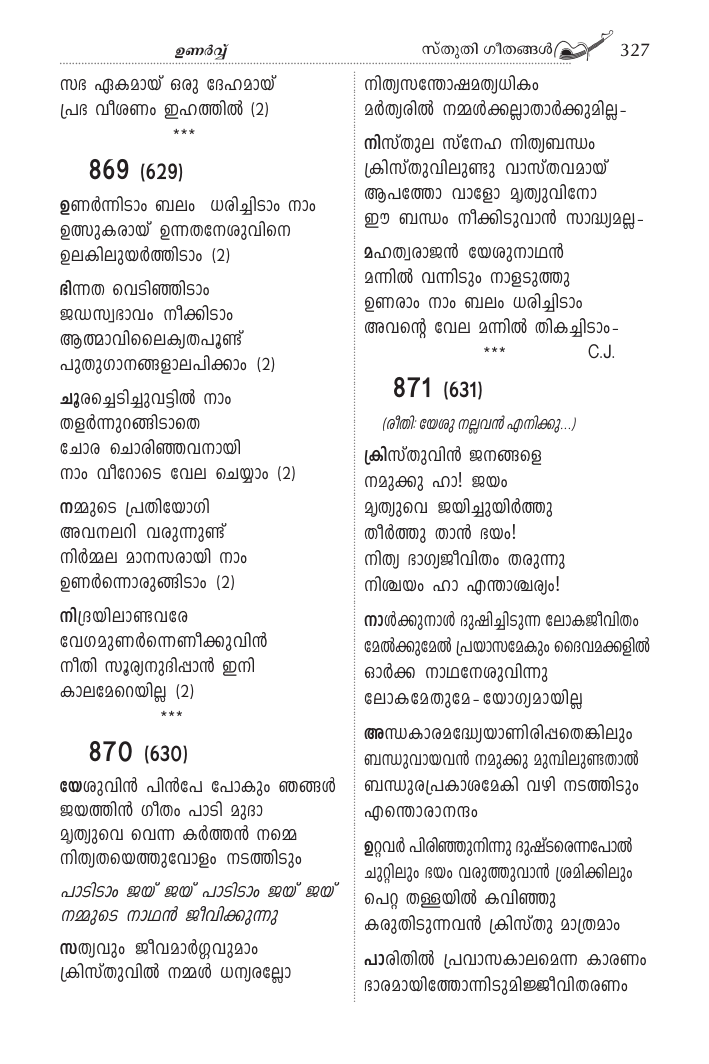 ഉണർവ്വ്
സ്തുതി ഗീതങ്ങൾ 327
സഭ ഏകമായ് ഒരു ദേഹമായ്
പ്രഭ വീശണം ഇഹത്തിൽ (2)
***
869 (629)
ഉണർന്നിടാം ബലം ധരിച്ചിടാം നാം
ഉത്സുകരായ് ഉന്നതനേശുവിനെ
ഉലകിലുയർത്തിടാം (2)
ഭിന്നത വെടിഞ്ഞിടാം
ജഡസ്വഭാവം നീക്കിടാം
ആത്മാവിലൈക്യതപൂണ്ട്
പുതുഗാനങ്ങളാലപിക്കാം (2)
ചൂരച്ചെടിച്ചുവട്ടിൽ നാം
തളർന്നുറങ്ങിടാതെ
ചോര ചൊരിഞ്ഞവനായി
നാം വീറോടെ വേല ചെയ്യാം (2)
നമ്മുടെ പ്രതിയോഗി
അവനലറി വരുന്നുണ്ട്
നിർമ്മല മാനസരായി നാം
ഉണർന്നൊരുങ്ങിടാം (2)
നിദ്രയിലാണ്ടവരേ
വേഗമുണർന്നെണീക്കുവിൻ
നീതി സൂര്യനുദിപ്പാൻ ഇനി
കാലമേറെയില്ല (2)
***
870 (630)
യേശുവിൻ പിൻപേ പോകും ഞങ്ങൾ
ജയത്തിൻ ഗീതം പാടി മുദാ
മൃത്യുവെ വെന്ന കർത്തൻ നമ്മെ
നിത്യതയെത്തുവോളം നടത്തിടും
പാടിടാം ജയ് ജയ് പാടിടാം ജയ് ജയ്
നമ്മുടെ നാഥൻ ജീവിക്കുന്നു
സത്യവും ജീവമാർഗ്ഗവുമാം
ക്രിസ്തുവിൽ നമ്മൾ ധന്യരല്ലോ
നിത്യസന്തോഷമത്യധികം
മർത്യരിൽ നമ്മൾക്കല്ലാതാർക്കുമില്ല-
നിസ്തുല സ്നേഹ നിത്യബന്ധം
ക്രിസ്തുവിലുണ്ടു വാസ്തവമായ്
ആപത്തോ വാളോ മൃത്യുവിനോ
ഈ ബന്ധം നീക്കിടുവാൻ സാദ്ധ്യമല്ല-
മഹത്വരാജൻ യേശുനാഥൻ
മന്നിൽ വന്നിടും നാളടുത്തു
ഉണരാം നാം ബലം ധരിച്ചിടാം
അവന്റെ വേല മന്നിൽ തികച്ചിടാം-
*** C.J.
871 (631)
(രീതി: യേശു നല്ലവൻ എനിക്കു...)
ക്രിസ്തുവിൻ ജനങ്ങളെ
നമുക്കു ഹാ! ജയം
മൃത്യുവെ ജയിച്ചുയിർത്തു
തീർത്തു താൻ ഭയം!
നിത്യ ഭാഗ്യജീവിതം തരുന്നു
നിശ്ചയം ഹാ എന്താശ്ചര്യം!
നാൾക്കുനാൾ ദുഷിച്ചിടുന്ന ലോകജീവിതം
മേൽക്കുമേൽ പ്രയാസമേകും ദൈവമക്കളിൽ
ഓർക്ക നാഥനേശുവിന്നു
ലോകമേതുമേ-യോഗ്യമായില്ല
അന്ധകാരമദ്ധ്യേയാണിരിപ്പതെങ്കിലും
ബന്ധുവായവൻ നമുക്കു മുമ്പിലുണ്ടതാൽ
ബന്ധുരപ്രകാശമേകി വഴി നടത്തിടും
എന്തൊരാനന്ദം
ഉറ്റവർ പിരിഞ്ഞുനിന്നു ദുഷ്ടരെന്നപോൽ
ചുറ്റിലും ഭയം വരുത്തുവാൻ ശ്രമിക്കിലും
പെറ്റ തള്ളയിൽ കവിഞ്ഞു
കരുതിടുന്നവൻ ക്രിസ്തു മാത്രമാം
പാരിതിൽ പ്രവാസകാലമെന്ന കാരണം
ഭാരമായിത്തോന്നിടുമിജ്ജീവിതരണം